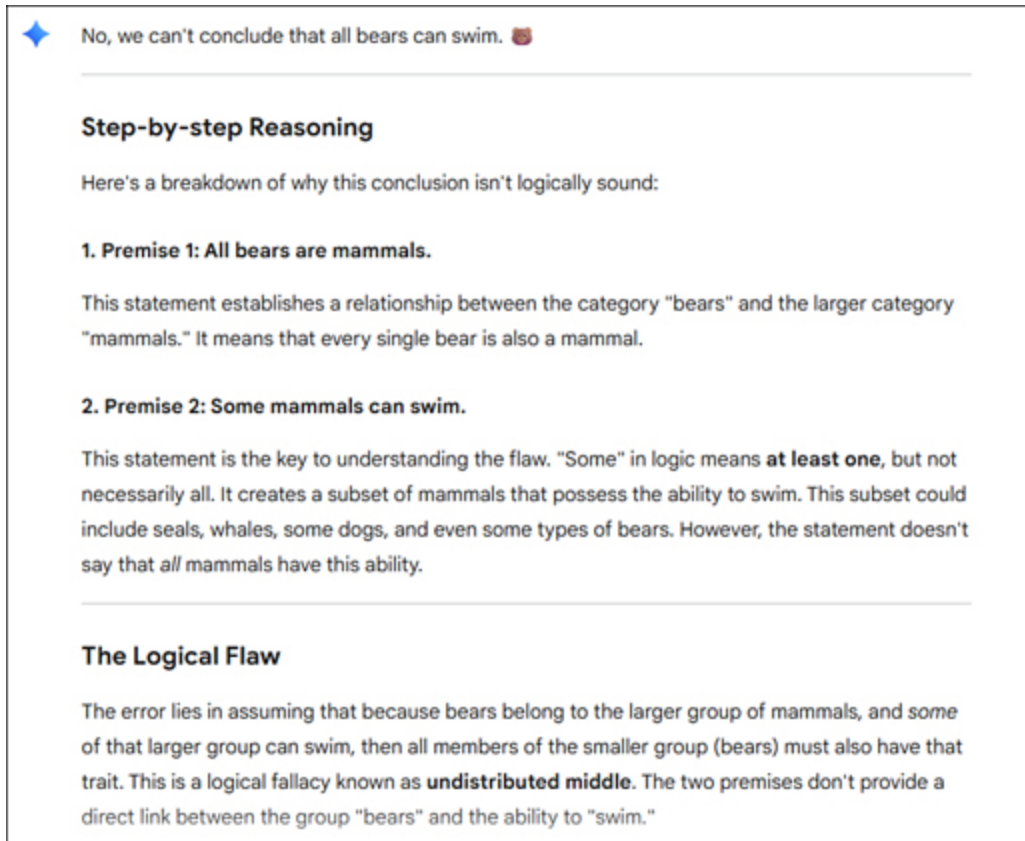 No, we can't conclude that all bears can swim. 🐻
Step-by-step Reasoning
Here's a breakdown of why this conclusion isn't logically sound:
1. Premise 1: All bears are mammals.
This statement establishes a relationship between the category "bears" and the larger category
"mammals." It means that every single bear is also a mammal.
2. Premise 2: Some mammals can swim.
This statement is the key to understanding the flaw. "Some" in logic means at least one, but not
necessarily all. It creates a subset of mammals that possess the ability to swim. This subset could
include seals, whales, some dogs, and even some types of bears. However, the statement doesn't
say that all mammals have this ability.
The Logical Flaw
The error lies in assuming that because bears belong to the larger group of mammals, and some
of that larger group can swim, then all members of the smaller group (bears) must also have that
trait. This is a logical fallacy known as undistributed middle. The two premises don't provide a
direct link between the group "bears" and the ability to "swim."